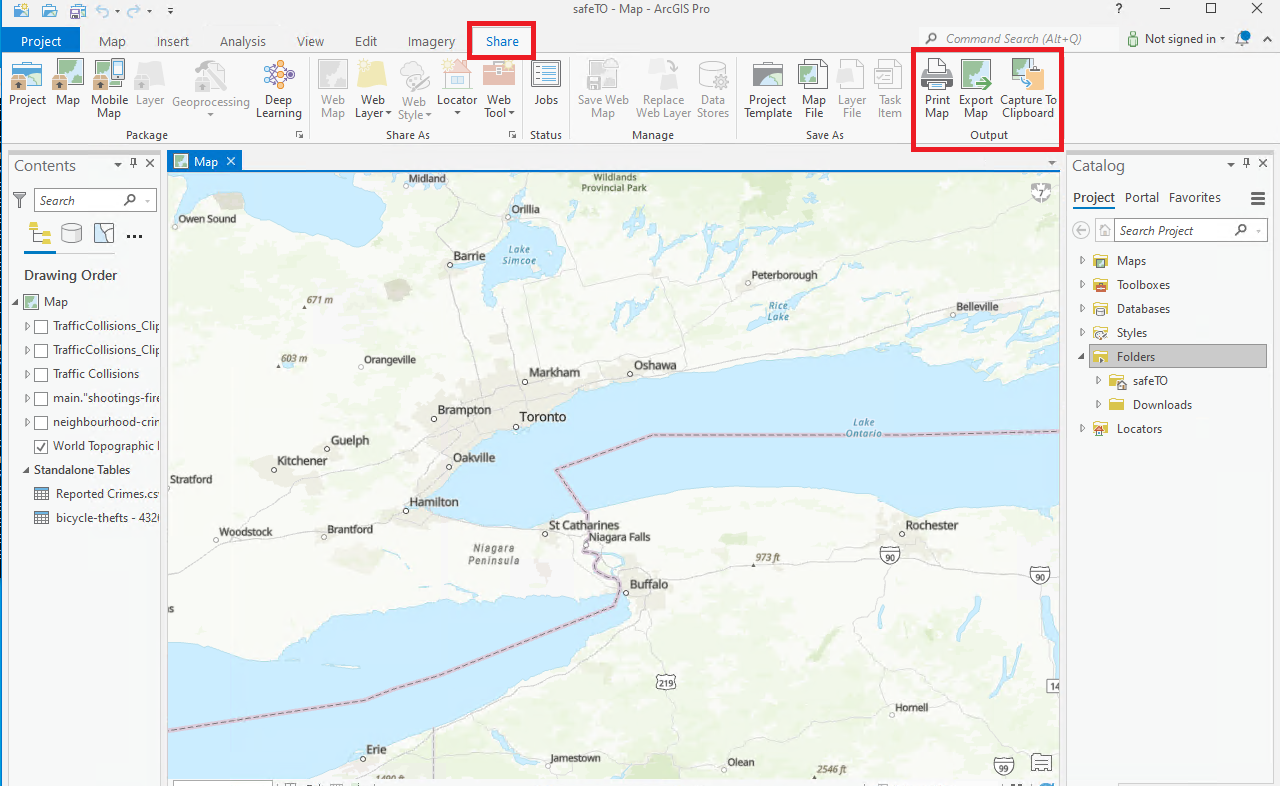 safeTO - Map - ArcGIS Pro
?
Project Map Insert Analysis View Edit Imagery Share
Command Search (Alt+Q)
Not signed in
Project
Map
Mobile Map
Layer
Geoprocessing
Deep Learning
Package
Web Map
Web Layer
Web Style
Locator
Web Tool
Share As
Jobs
Status
Save Web Map
Replace Web Layer
Data Stores
Manage
Project Template
Map File
Layer File
Task Item
Save As
Print Map
Export Map
Capture To Clipboard
Output
Contents
Search
Drawing Order
Map
TrafficCollisions_Clip
TrafficCollisions_Clip
Traffic Collisions
main."shootings-fire
neighbourhood-crim
World Topographic
Standalone Tables
Reported Crimes.cs
bicycle-thefts - 4326
Map
Midland
Wildlands
Provincial Park
7
Owen Sound
Orillia
Lake
Simcoe
Barrie
Peterborough
671 m
Rice
Lake
Belleville
603 m
Orangeville
Markham
Oshawa
Brampton
Toronto
Lake
Ontario
Guelph
Kitchener
Oakville
Stratford
Hamilton
Woodstock
Brantford
St Catharines
Niagara Falls
Rochester
Niagara
Peninsula
973 ft
90
90
Buffalo
219
14
Hornell
Erie
Jamestown
Olean
2546 ft
99
Catalog
Project Portal Favorites
Search Project
Maps
Toolboxes
Databases
Styles
Folders
safeTO
Downloads
Locators